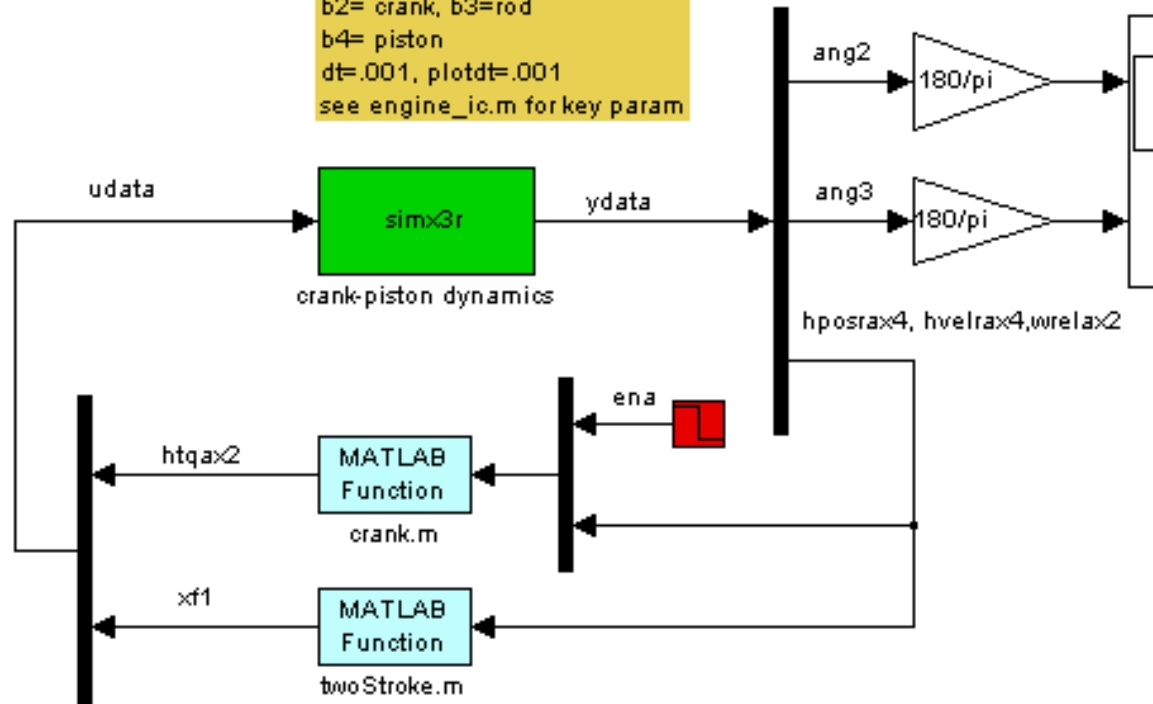 b2= crank, b3=rod
b4= piston
dt=.001, plotdt=.001
see engine_ic.m for key param
ang2
180/pi
udata
simx3r
ydata
ang3
180/pi
crank-piston dynamics
hposrax4, hvelrax4,wrelax2
ena
htqax2
MATLAB
Function
crank.m
xf1
MATLAB
Function
twoStroke.m